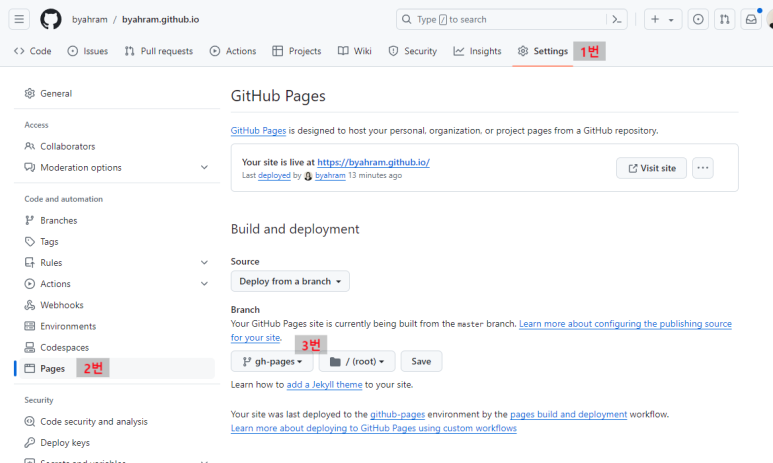 byahram / byahram.github.io
Type / to search
Code Issues Pull requests Actions Projects Wiki Security Insights Settings 1번
General
Access
Collaborators
Moderation options
Code and automation
Branches
Tags
Rules
Actions
Webhooks
Environments
Codespaces
Pages 2번
Security
Code security and analysis
Deploy keys
Secrets and variables
GitHub Pages
GitHub Pages is designed to host your personal, organization, or project pages from a GitHub repository.
Your site is live at https://byahram.github.io/
Last deployed by byahram 13 minutes ago
Visit site
Build and deployment
Source
Deploy from a branch
Branch
Your GitHub Pages site is currently being built from the master branch. Learn more about configuring the publishing source
for your site.
3번
gh-pages / (root) Save
Learn how to add a Jekyll theme to your site.
Your site was last deployed to the github-pages environment by the pages build and deployment workflow.
Learn more about deploying to GitHub Pages using custom workflows